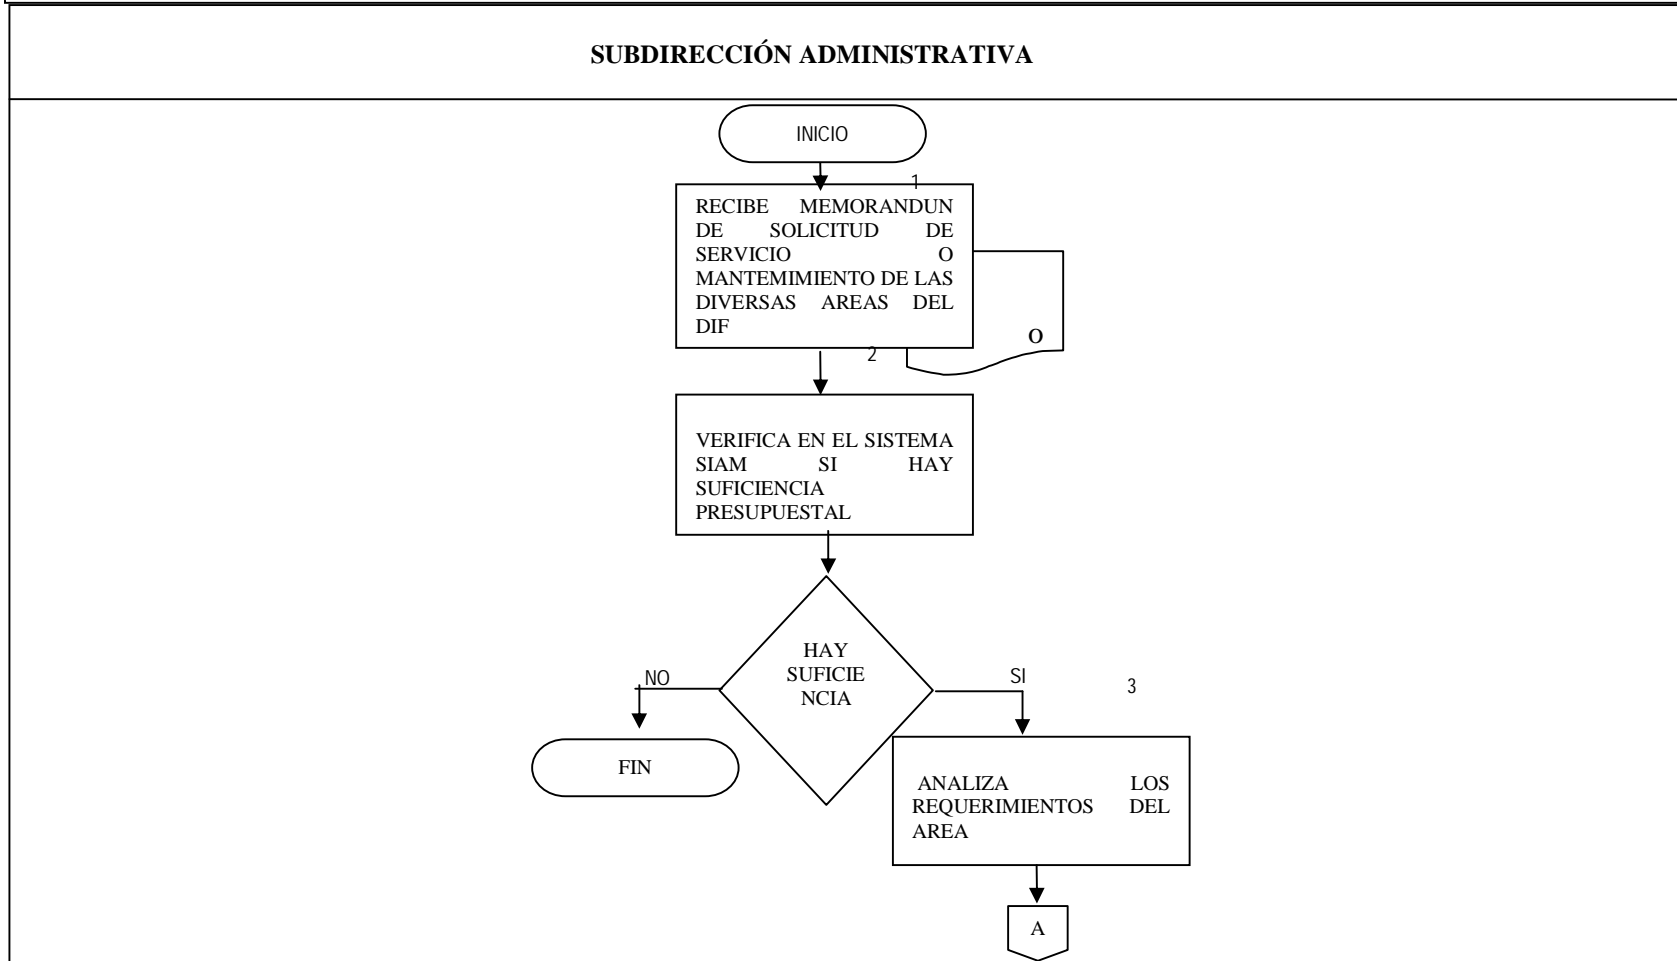 SUBDIRECCIÓN ADMINISTRATIVA
INICIO
1
RECIBE MEMORANDUN
DE SOLICITUD DE
SERVICIO O
MANTEMIMIENTO DE LAS
DIVERSAS AREAS DEL
DIF
O
2
VERIFICA EN EL SISTEMA
SIAM SI HAY
SUFICIENCIA
PRESUPUESTAL
HAY
SUFICIE
NCIA
NO
SI
3
FIN
ANALIZA LOS
REQUERIMIENTOS DEL
AREA
A